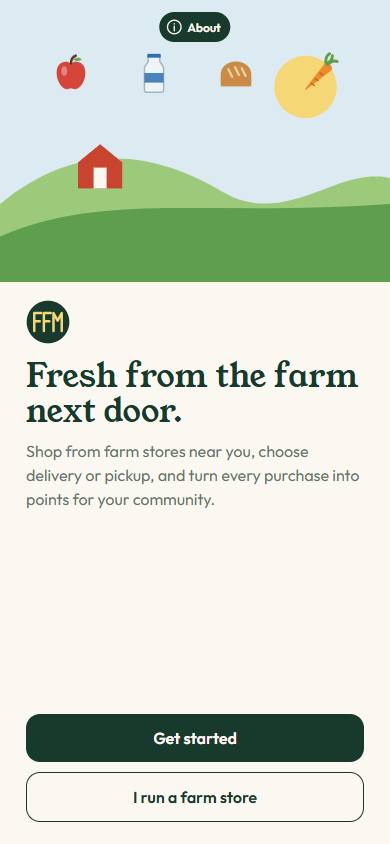 About
FFM
Fresh from the farm
next door.
Shop from farm stores near you, choose
delivery or pickup, and turn every purchase into
points for your community.
Get started
I run a farm store